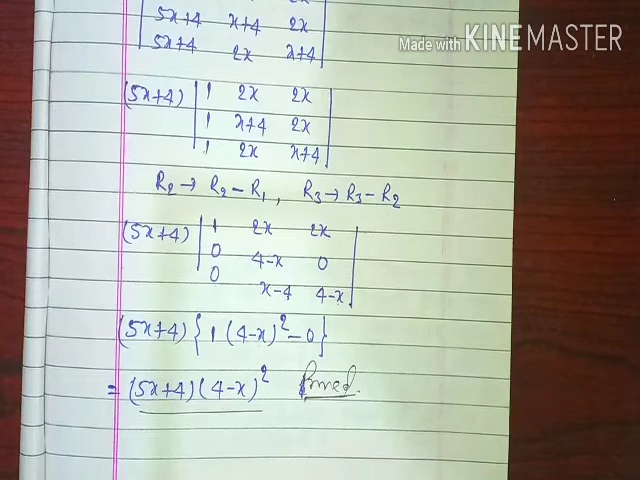 Made with KINEMASTER
5x+4 x+4 2x
5x+4 2x x+4
(5x+4) | 1 2x 2x |
| 1 x+4 2x |
| 1 2x x+4 |
R₂ → R₂ – R₁, R₃ → R₃ – R₂
(5x+4) | 1 2x 2x |
| 0 4–x 0 |
| 0 x–4 4–x |
(5x+4) { 1 (4–x)² – 0 }
= (5x+4) (4–x)² Proved.